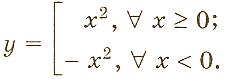 y = [ x², ∀ x ≥ 0;
− x², ∀ x < 0.